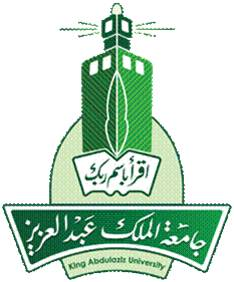 اقرأ باسم ربك
جامعة الملك عبد العزيز
King Abdulaziz University